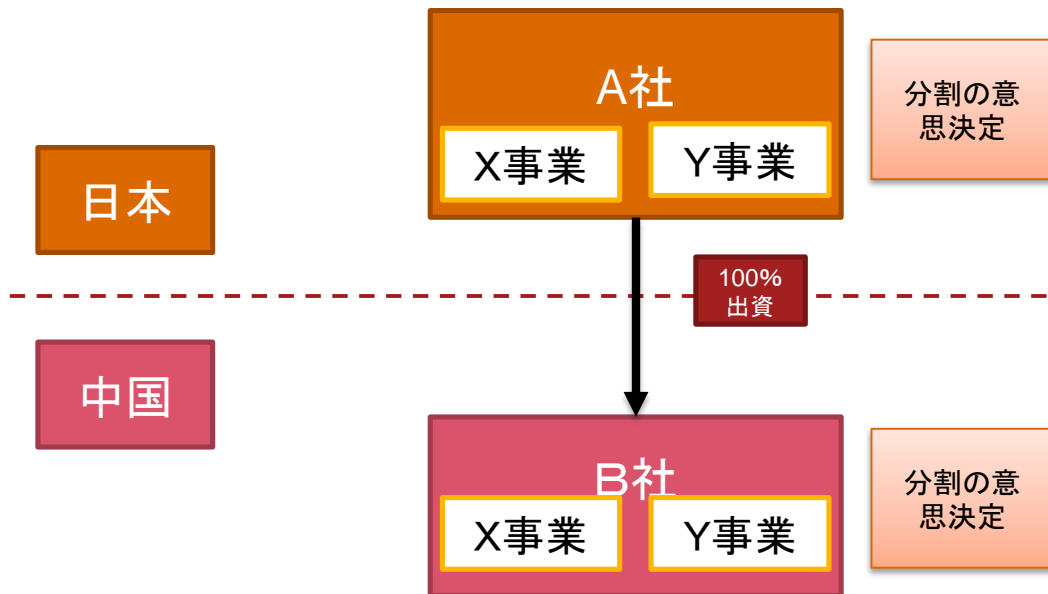 A社
X事業
Y事業
分割の意
思決定
日本
100%
出資
中国
B社
X事業
Y事業
分割の意
思決定